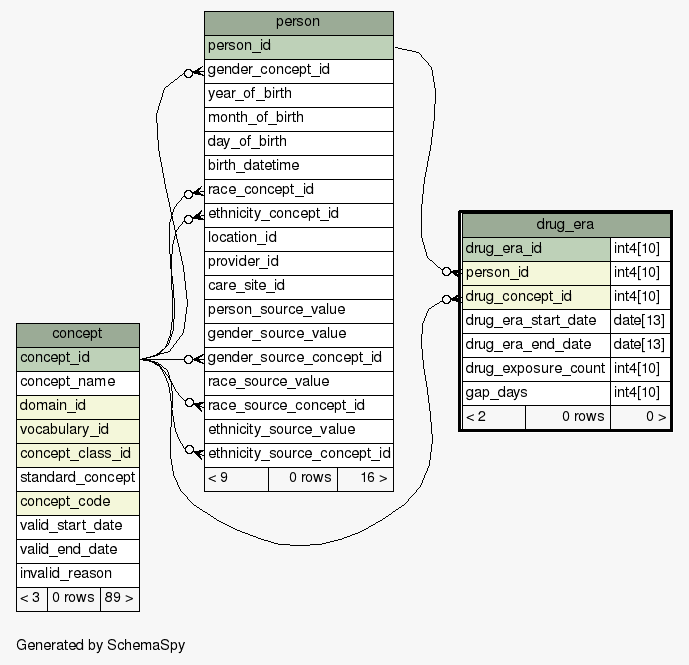 person
person_id
gender_concept_id
year_of_birth
month_of_birth
day_of_birth
birth_datetime
race_concept_id
ethnicity_concept_id
location_id
provider_id
care_site_id
person_source_value
gender_source_value
gender_source_concept_id
race_source_value
race_source_concept_id
ethnicity_source_value
ethnicity_source_concept_id
< 9 0 rows 16 >
drug_era
drug_era_id int4[10]
person_id int4[10]
drug_concept_id int4[10]
drug_era_start_date date[13]
drug_era_end_date date[13]
drug_exposure_count int4[10]
gap_days int4[10]
< 2 0 rows 0 >
concept
concept_id
concept_name
domain_id
vocabulary_id
concept_class_id
standard_concept
concept_code
valid_start_date
valid_end_date
invalid_reason
< 3 0 rows 89 >
Generated by SchemaSpy